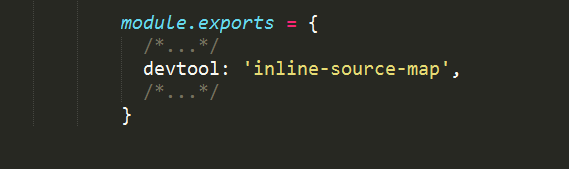 module.exports = {
/*...*/
devtool: 'inline-source-map',
/*...*/
}